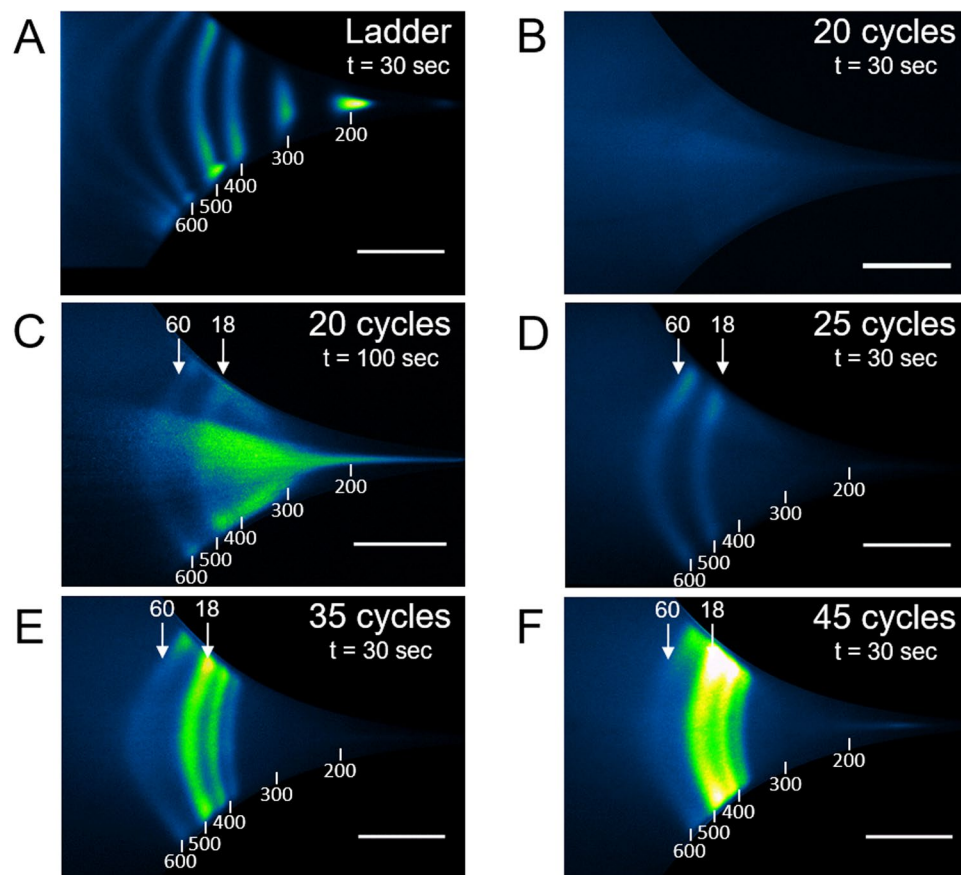 A
Ladder
t = 30 sec
200
300
400
500
600
B
20 cycles
t = 30 sec
C
60 18
20 cycles
t = 100 sec
200
300
400
500
600
D
60 18
25 cycles
t = 30 sec
200
300
400
500
600
E
60 18
35 cycles
t = 30 sec
200
300
400
500
600
F
60 18
45 cycles
t = 30 sec
200
300
400
500
600